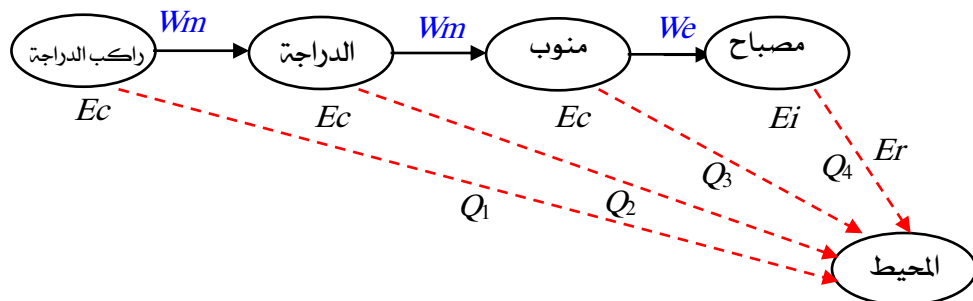 Wm Wm We
راكب الدراجة الدراجة منوب مصباح
Ec Ec Ec Ei
Er
Q1 Q2 Q3 Q4
المحيط